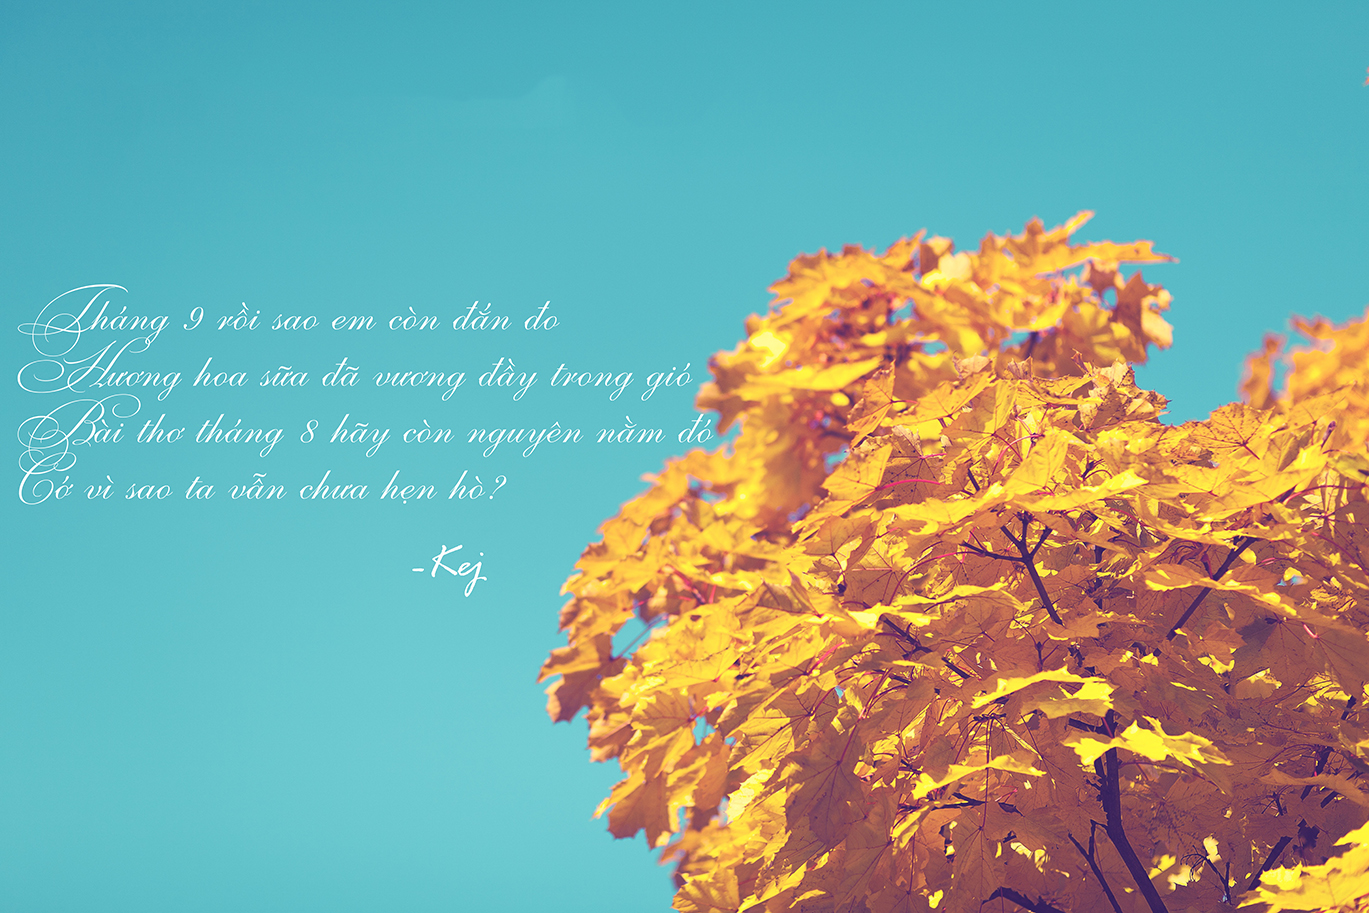 Tháng 9 rồi sao em còn đắn đo
Hương hoa sữa đã vương đầy trong gió
Bài thơ tháng 8 hãy còn nguyên nằm đó
Cớ vì sao ta vẫn chưa hẹn hò?
-Kej